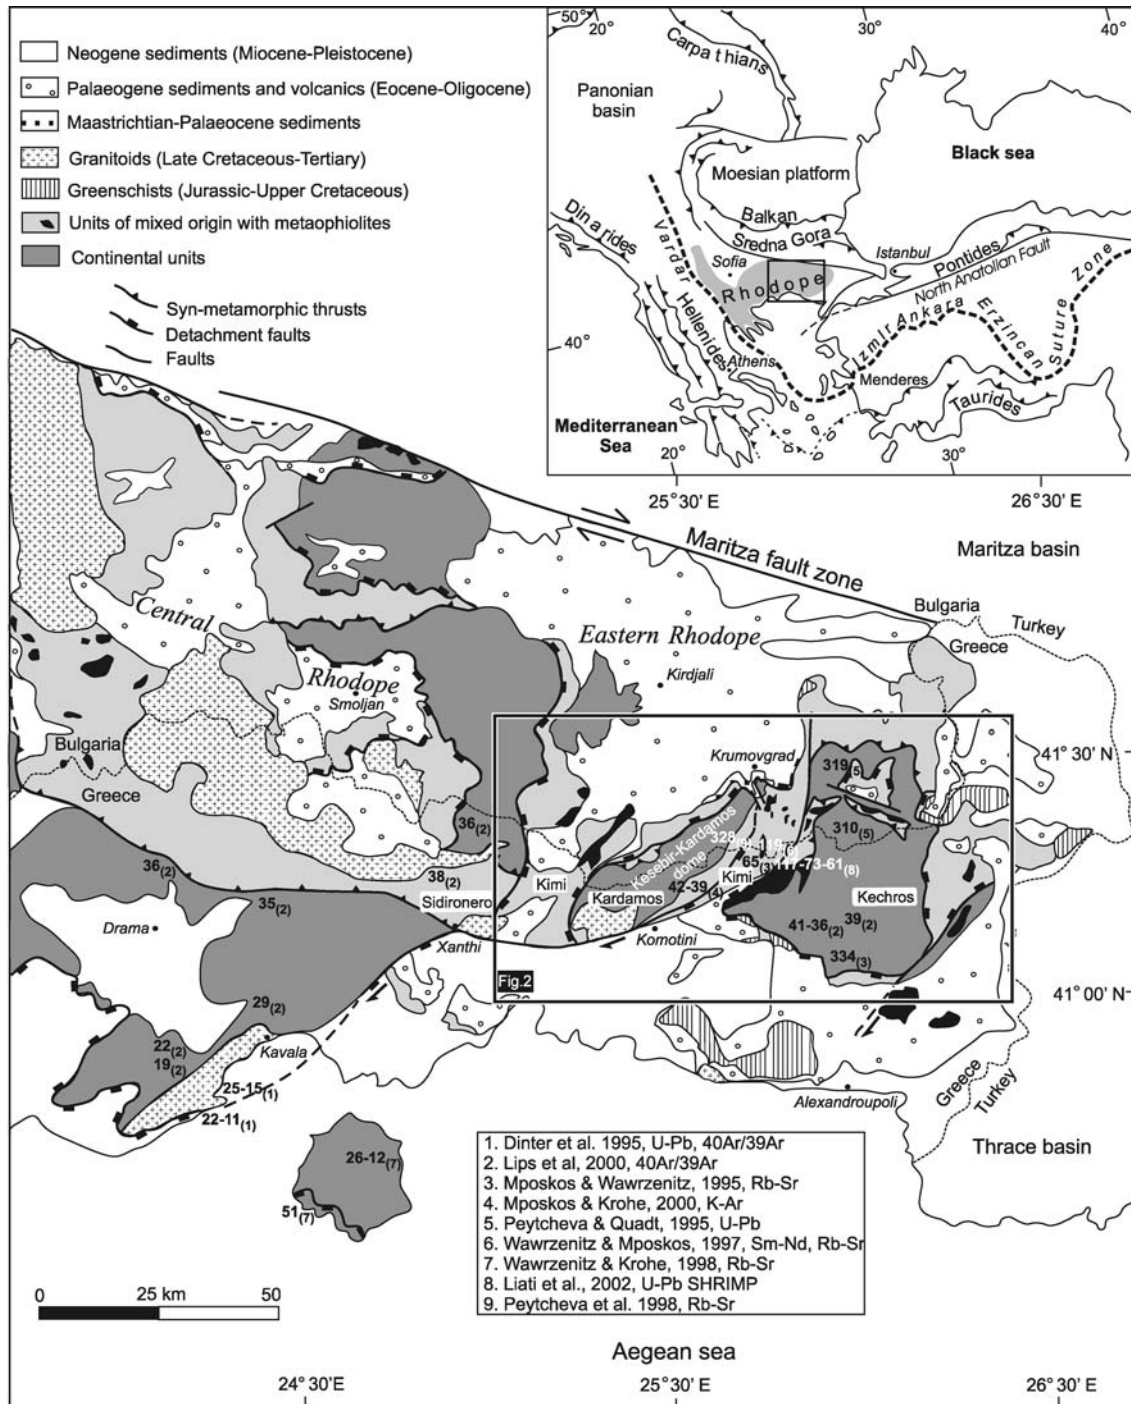 Neogene sediments (Miocene-Pleistocene)
Palaeogene sediments and volcanics (Eocene-Oligocene)
Maastrichtian-Palaeocene sediments
Granitoids (Late Cretaceous-Tertiary)
Greenschists (Jurassic-Upper Cretaceous)
Units of mixed origin with metaophiolites
Continental units
Syn-metamorphic thrusts
Detachment faults
Faults
50°
20°
30°
40°
Carpathians
Panonian
basin
Black sea
Moesian platform
Dinarides
Vardar
Balkan
Sredna Gora
Sofia
Istanbul
Pontides
Rhodope
North Anatolian Fault
Hellenides
Izmir Ankara Erzincan Suture Zone
40°
Athens
Menderes
Taurides
Mediterranean
Sea
20°
30°
25°30' E
26°30' E
Maritza fault zone
Maritza basin
Bulgaria
Turkey
Greece
Central
Rhodope
Eastern Rhodope
Kirdjali
Smoljan
Bulgaria
Greece
Krumovgrad
41°30' N
319(5)
310(5)
36(2)
328(9)
119(6)
Kesebir-Kardamos
dome
65(3)
117-73-61(8)
36(2)
38(2)
Kimi
Kimi
42-39(4)
Kardamos
Kechros
35(2)
Sidironero
41-36(2)
39(2)
Drama
Xanthi
Komotini
334(3)
Fig.2
41°00' N
29(2)
22(2)
19(2)
Kavala
25-15(1)
22-11(1)
Alexandroupoli
Greece
Turkey
Thrace basin
26-12(7)
51(7)
1. Dinter et al. 1995, U-Pb, 40Ar/39Ar
2. Lips et al, 2000, 40Ar/39Ar
3. Mposkos & Wawrzenitz, 1995, Rb-Sr
4. Mposkos & Krohe, 2000, K-Ar
5. Peytcheva & Quadt, 1995, U-Pb
6. Wawrzenitz & Mposkos, 1997, Sm-Nd, Rb-Sr
7. Wawrzenitz & Krohe, 1998, Rb-Sr
8. Liati et al., 2002, U-Pb SHRIMP
9. Peytcheva et al. 1998, Rb-Sr
0 25 km 50
Aegean sea
24°30' E
25°30' E
26°30' E